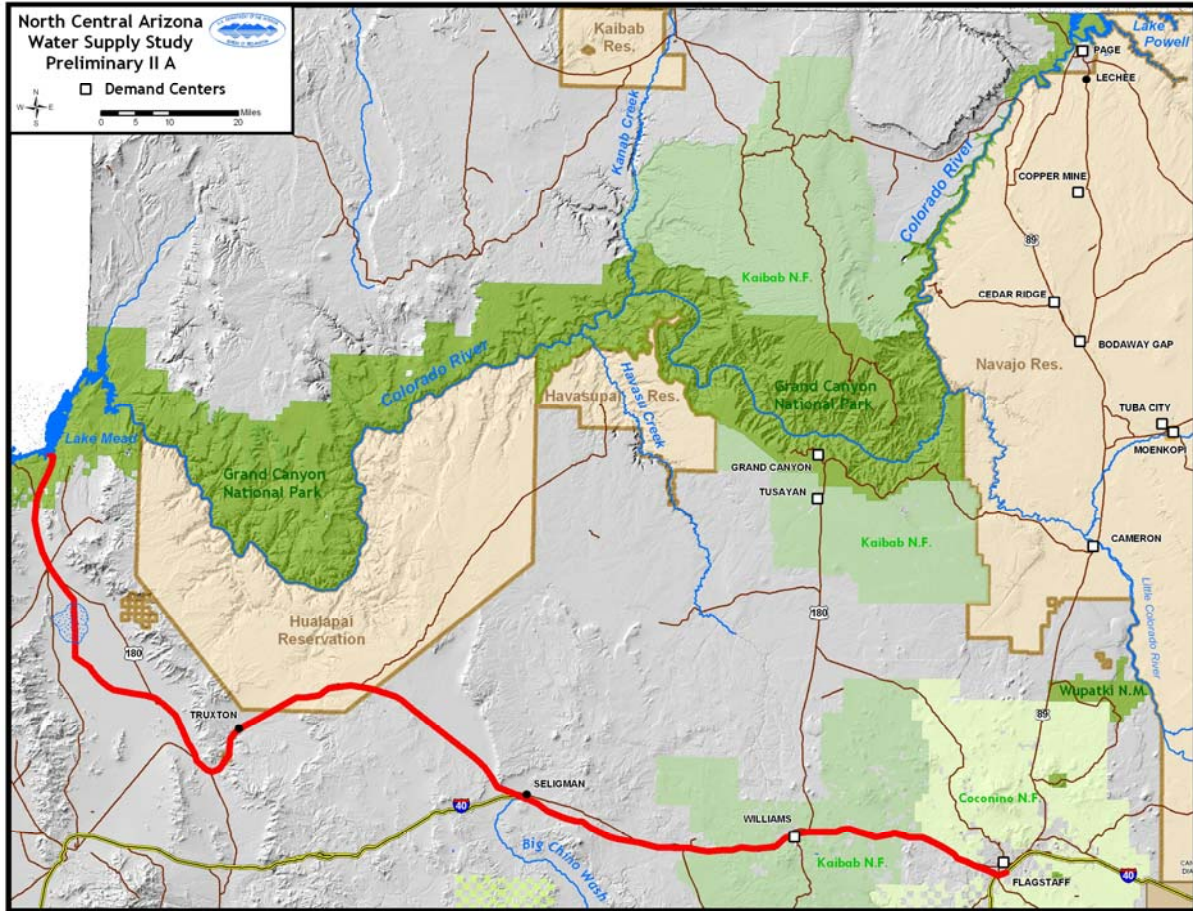 North Central Arizona
Water Supply Study
Preliminary II A
Demand Centers
N
W
E
S
Miles
0 5 10 20
Kaibab
Res.
Lake
Powell
PAGE
LECHEE
Kanab Creek
Colorado River
COPPER MINE
89
Kaibab N.F.
CEDAR RIDGE
BODAWAY GAP
Navajo Res.
Colorado River
Havasupai Res.
Havasu Creek
Grand Canyon
National Park
TUBA CITY
MOENKOPI
Lake Mead
Grand Canyon
National Park
GRAND CANYON
TUSAYAN
Kaibab N.F.
CAMERON
Little Colorado River
Hualapai
Reservation
180
180
Wupatki N.M.
TRUXTON
89
SELIGMAN
40
Coconino N.F.
WILLIAMS
Big Chino Wash
Kaibab N.F.
FLAGSTAFF
40